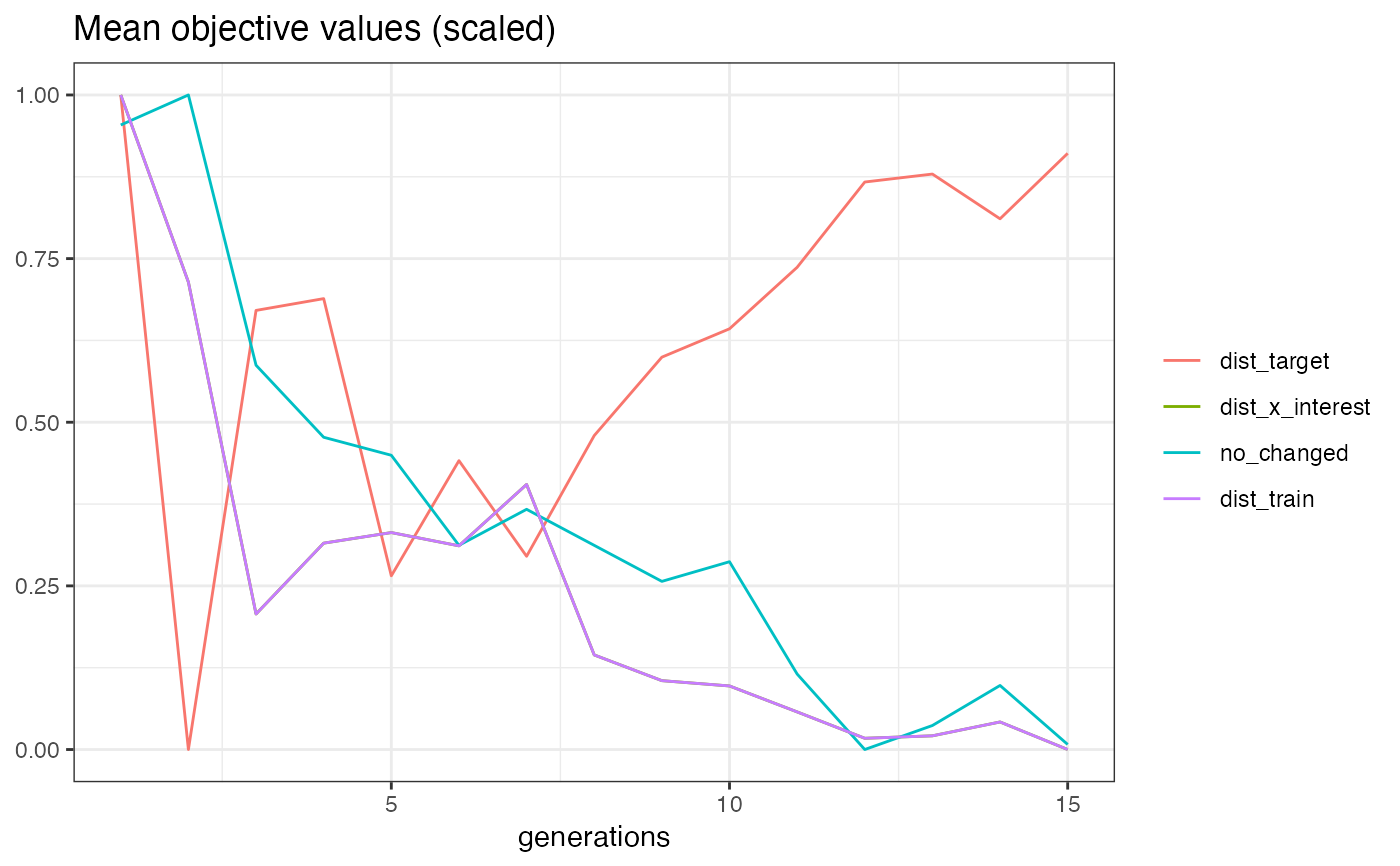 Mean objective values (scaled)
1.00
0.75
0.50
0.25
0.00
5
10
15
generations
dist_target
dist_x_interest
no_changed
dist_train